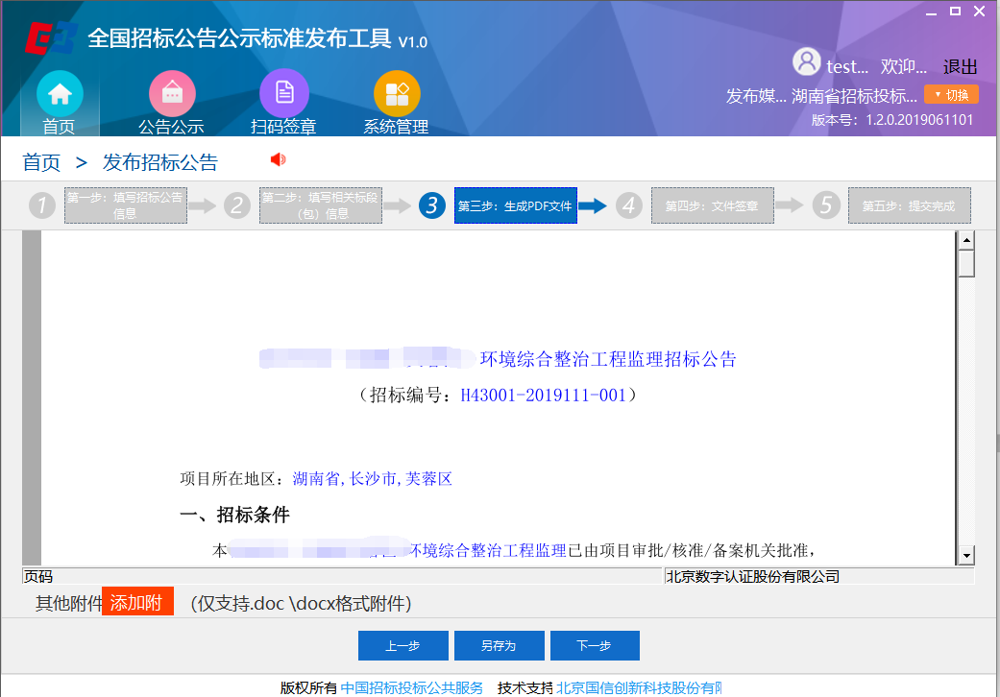 全国招标公告公示标准发布工具 V1.0
test... 欢迎... 退出
发布媒... 湖南省招标投标... 切换
版本号：1.2.0.2019061101
首页 公告公示 扫码签章 系统管理
首页 > 发布招标公告
1 第一步：填写招标公告信息
2 第二步：填写相关标段（包）信息
3 第三步：生成PDF文件
4 第四步：文件签章
5 第五步：提交完成
环境综合整治工程监理招标公告
（招标编号：H43001-2019111-001）
项目所在地区：湖南省,长沙市,芙蓉区
一、招标条件
本 环境综合整治工程监理已由项目审批/核准/备案机关批准，
页码 北京数字认证股份有限公司
其他附件 添加附 （仅支持.doc \docx格式附件）
上一步 另存为 下一步
版权所有 中国招标投标公共服务 技术支持 北京国信创新科技股份有